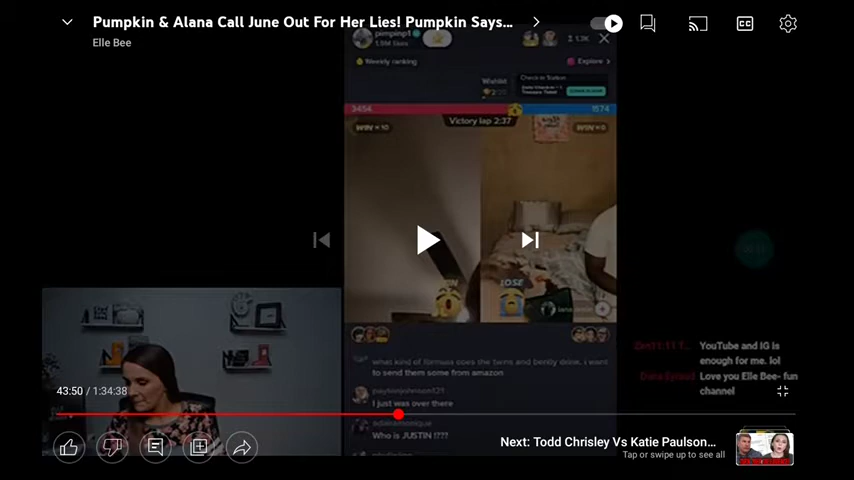 Pumpkin & Alana Call June Out For Her Lies! Pumpkin Says...
Elle Bee
CC
pimpinp1
1.3K
Weekly ranking
Explore >
Wishlist
2/20
Check in Station
3454
1574
WIN ×10
Victory lap 2:37
WIN ×0
LOSE
43:50 / 1:34:38
what kind of formula does the twins and bently drink. i want
to send them some from amazon
I just was over there
Who is JUSTIN !???
YouTube and IG is
enough for me. lol
Love you Elle Bee- fun
channel
Next: Todd Chrisley Vs Katie Paulson...
Tap or swipe up to see all